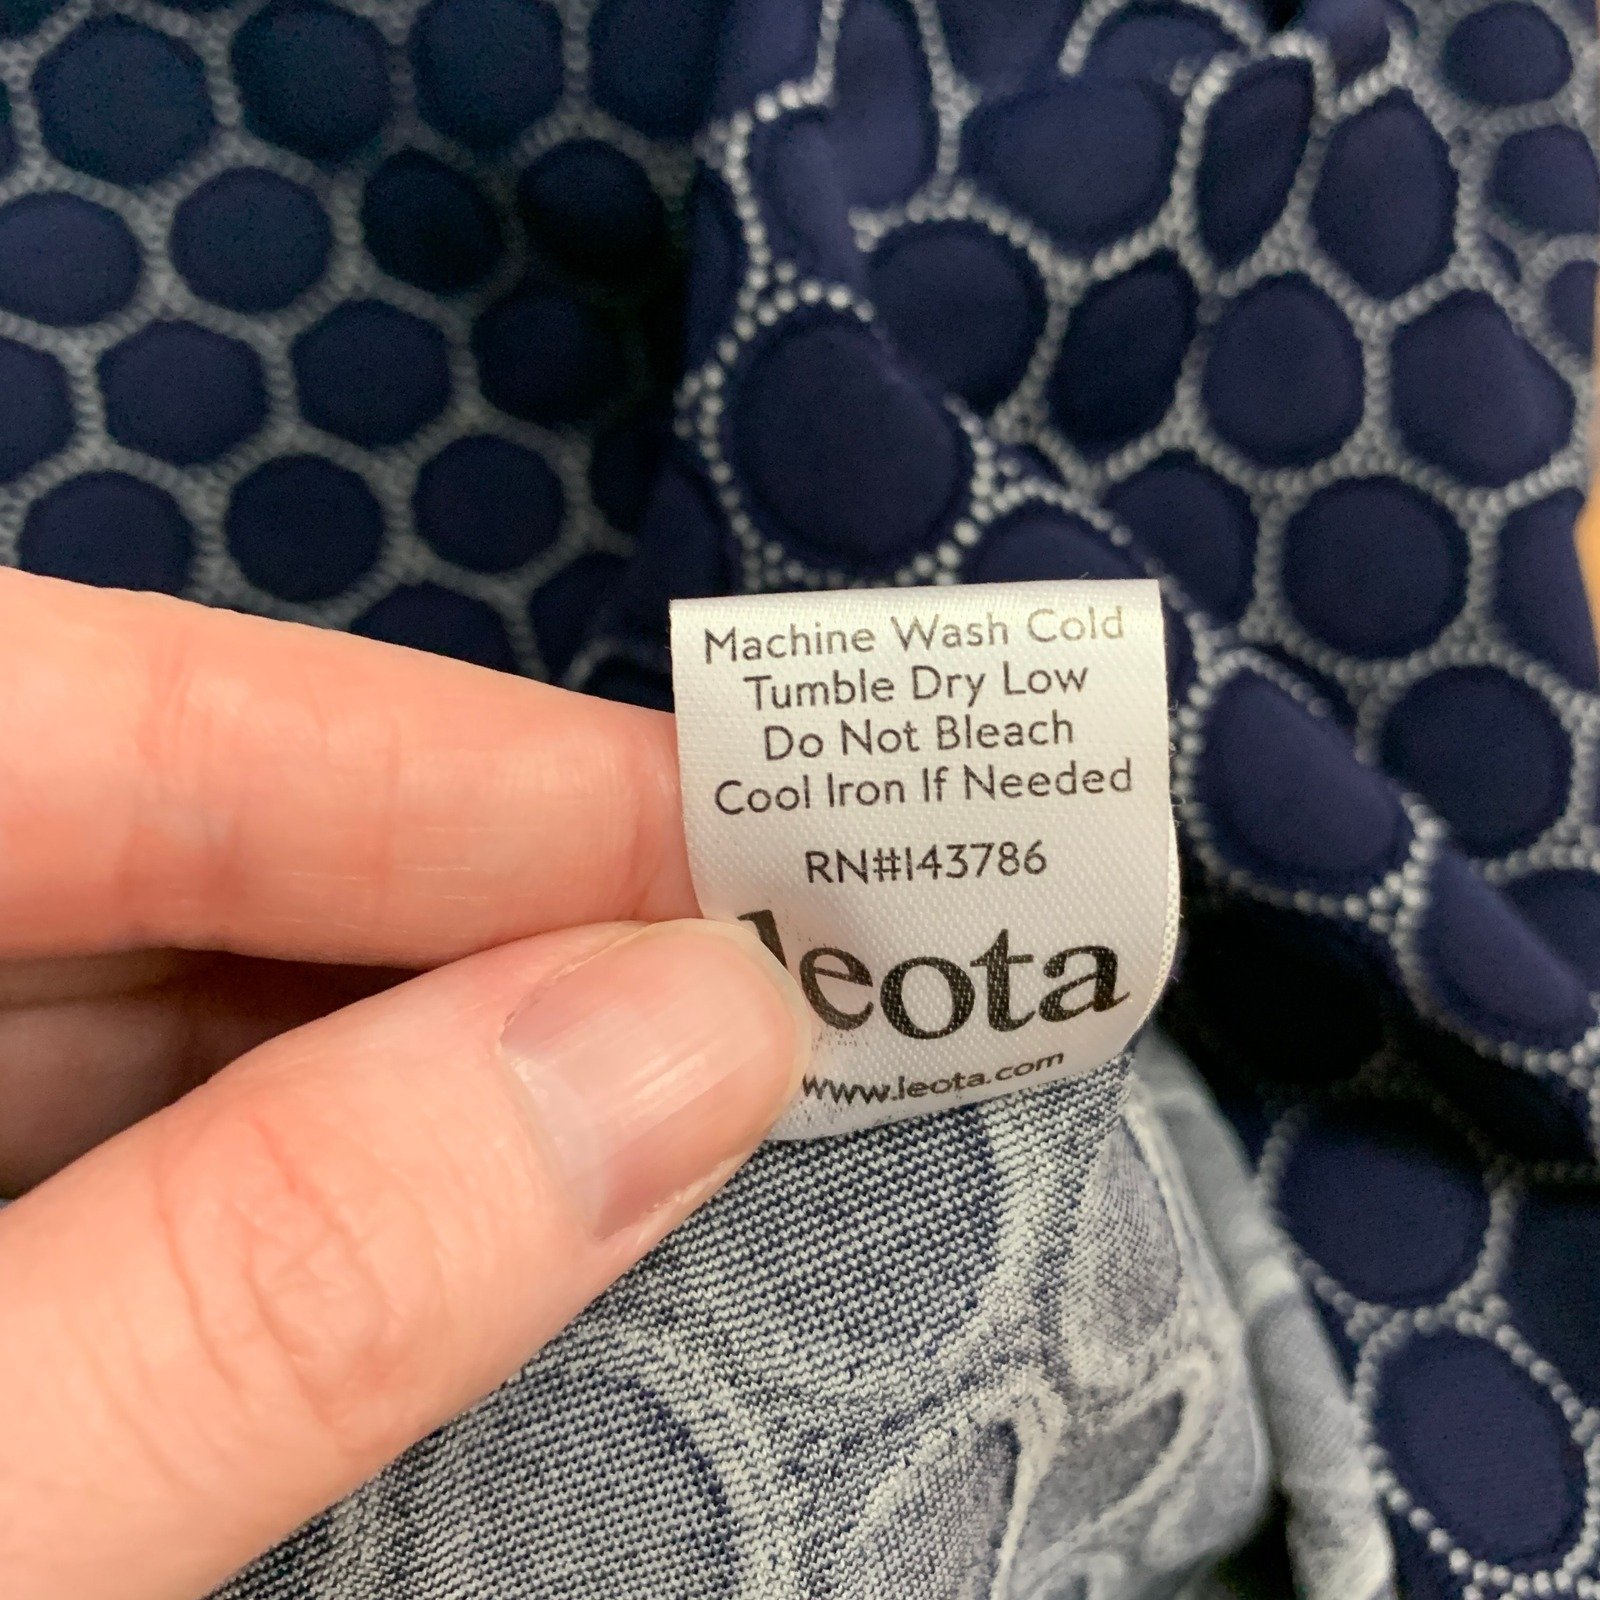 Machine Wash Cold
Tumble Dry Low
Do Not Bleach
Cool Iron If Needed
RN#143786
leota
www.leota.com